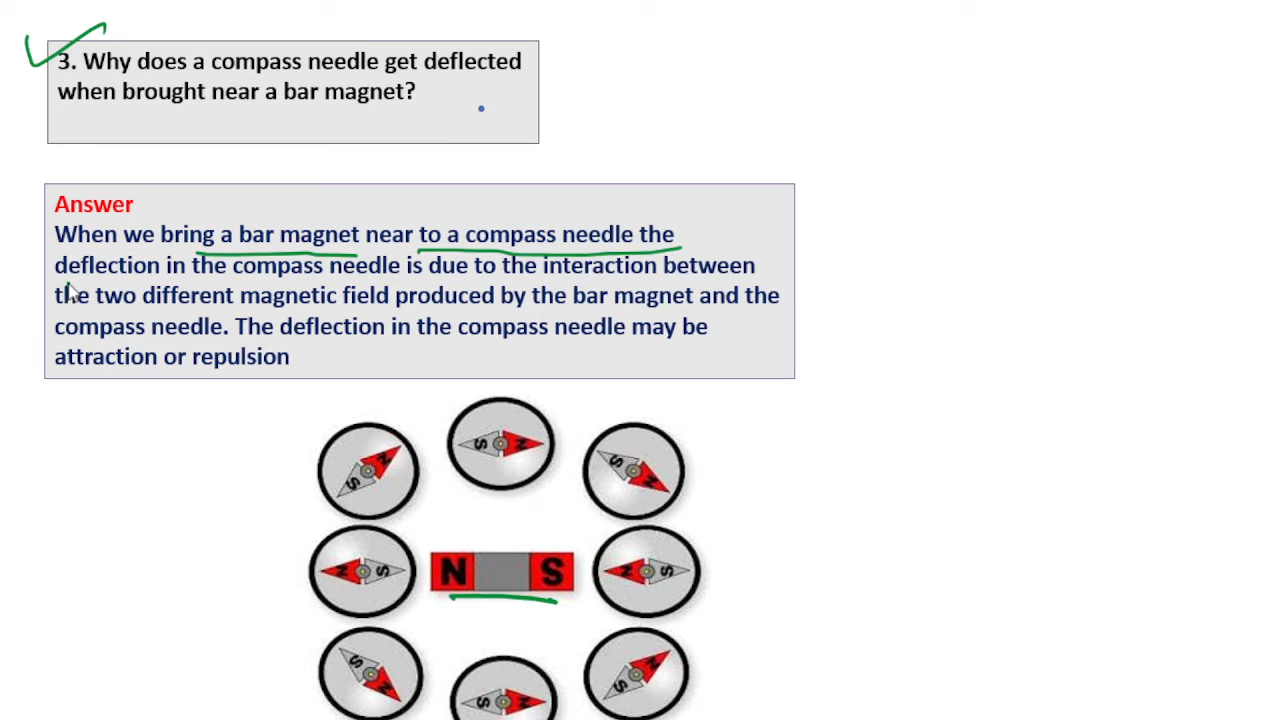 3. Why does a compass needle get deflected
when brought near a bar magnet?
Answer
When we bring a bar magnet near to a compass needle the
deflection in the compass needle is due to the interaction between
the two different magnetic field produced by the bar magnet and the
compass needle. The deflection in the compass needle may be
attraction or repulsion
S N
N S
S N
N S
N S
N S
S N
S N
N S